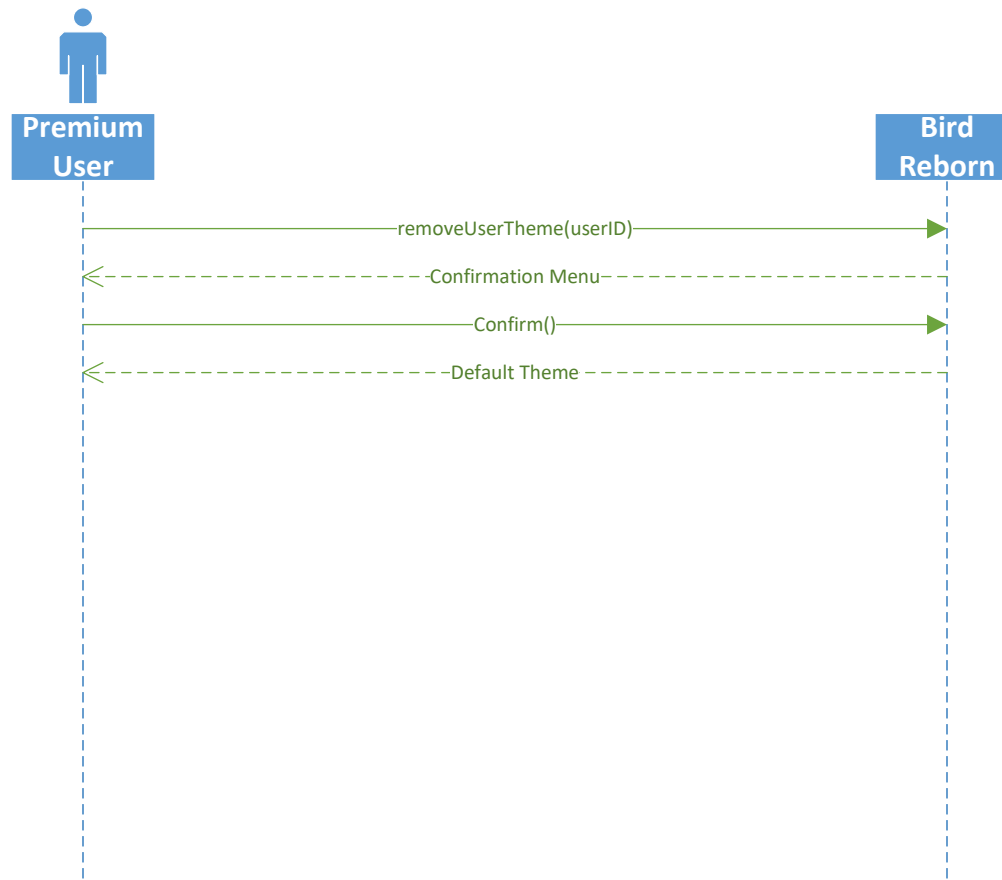 Premium
User
Bird
Reborn
removeUserTheme(userID)
Confirmation Menu
Confirm()
Default Theme